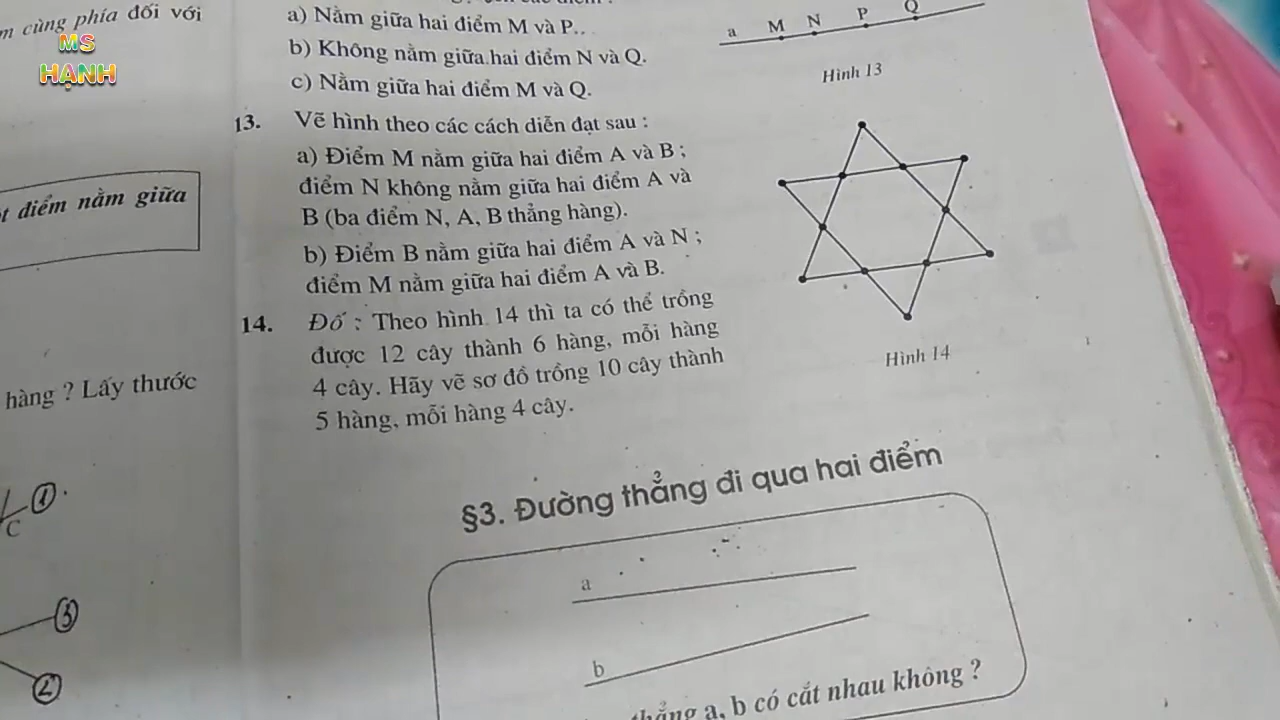 m cùng phía đối với
MS
HẠNH
t điểm nằm giữa
hàng ? Lấy thước
C
1
3
2
a) Nằm giữa hai điểm M và P..
b) Không nằm giữa hai điểm N và Q.
c) Nằm giữa hai điểm M và Q.
a M N P Q
Hình 13
13. Vẽ hình theo các cách diễn đạt sau :
a) Điểm M nằm giữa hai điểm A và B ;
điểm N không nằm giữa hai điểm A và
B (ba điểm N, A, B thẳng hàng).
b) Điểm B nằm giữa hai điểm A và N ;
điểm M nằm giữa hai điểm A và B.
14. Đố : Theo hình 14 thì ta có thể trồng
được 12 cây thành 6 hàng, mỗi hàng
4 cây. Hãy vẽ sơ đồ trồng 10 cây thành
5 hàng, mỗi hàng 4 cây.
Hình 14
§3. Đường thẳng đi qua hai điểm
a
b
thẳng a, b có cắt nhau không ?